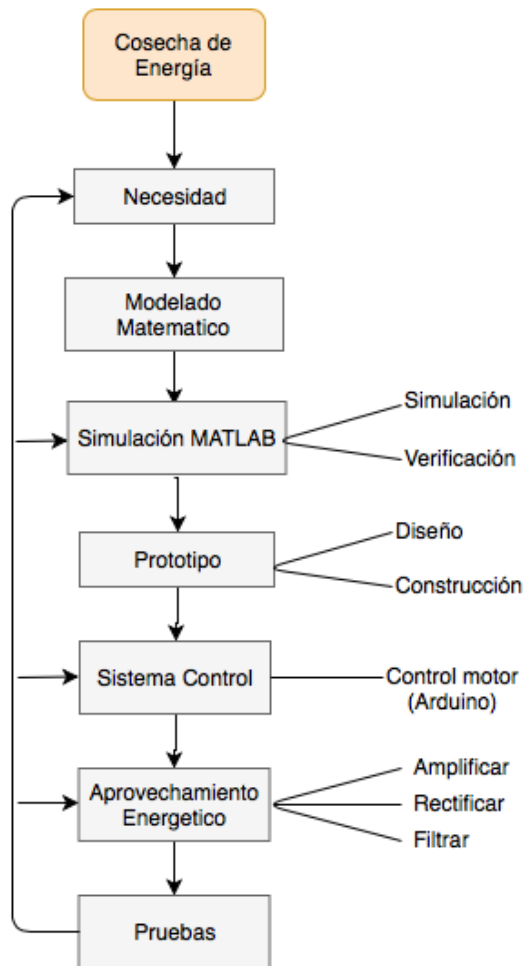 Cosecha de
Energía
Necesidad
Modelado
Matematico
Simulación MATLAB
Simulación
Verificación
Prototipo
Diseño
Construcción
Sistema Control
Control motor
(Arduino)
Aprovechamiento
Energetico
Amplificar
Rectificar
Filtrar
Pruebas